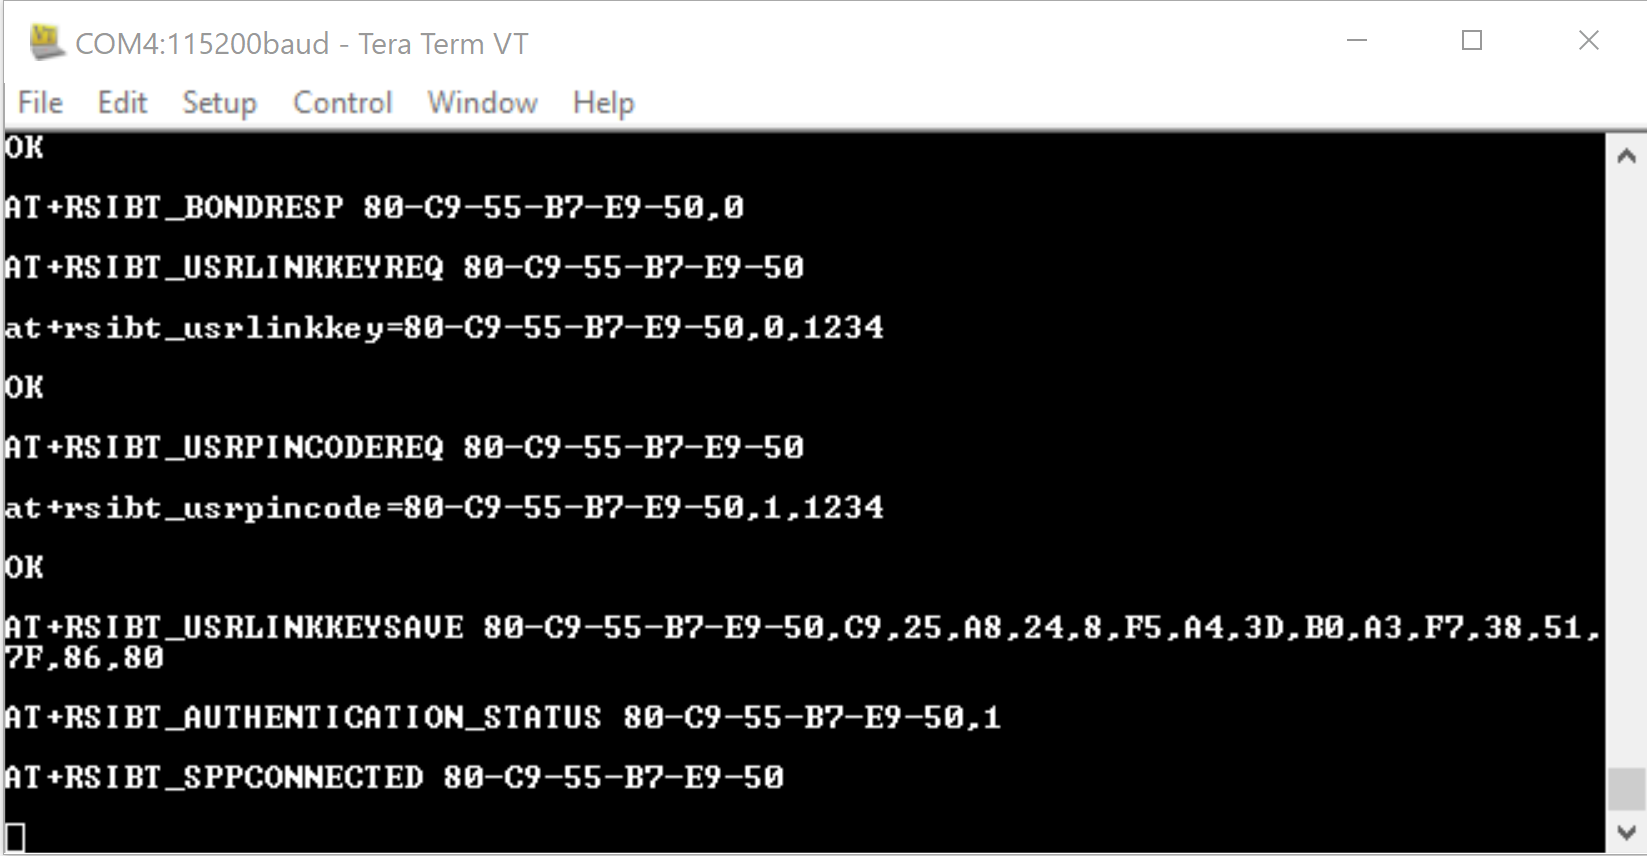 COM4:115200baud - Tera Term VT
File Edit Setup Control Window Help
OK
AT+RSIBT_BONDRESP 80-C9-55-B7-E9-50,0
AT+RSIBT_USRLINKKEYREQ 80-C9-55-B7-E9-50
at+rsibt_usrlinkkey=80-C9-55-B7-E9-50,0,1234
OK
AT+RSIBT_USRPINCODEREQ 80-C9-55-B7-E9-50
at+rsibt_usrpincode=80-C9-55-B7-E9-50,1,1234
OK
AT+RSIBT_USRLINKKEYSAVE 80-C9-55-B7-E9-50,C9,25,A8,24,8,F5,A4,3D,B0,A3,F7,38,51,
7F,86,80
AT+RSIBT_AUTHENTICATION_STATUS 80-C9-55-B7-E9-50,1
AT+RSIBT_SPPCONNECTED 80-C9-55-B7-E9-50